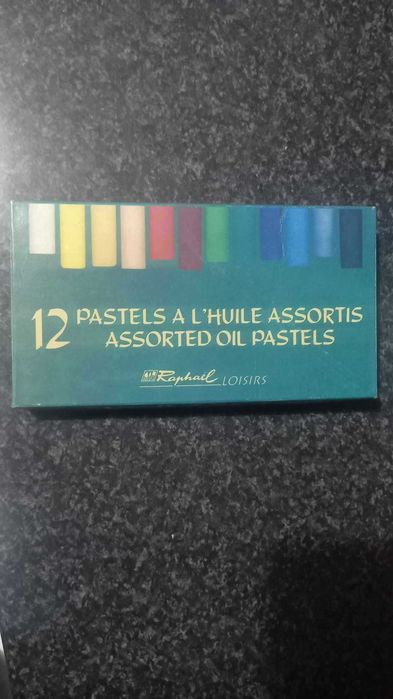 12 PASTELS A L'HUILE ASSORTIS
ASSORTED OIL PASTELS
Raphaël LOISIRS